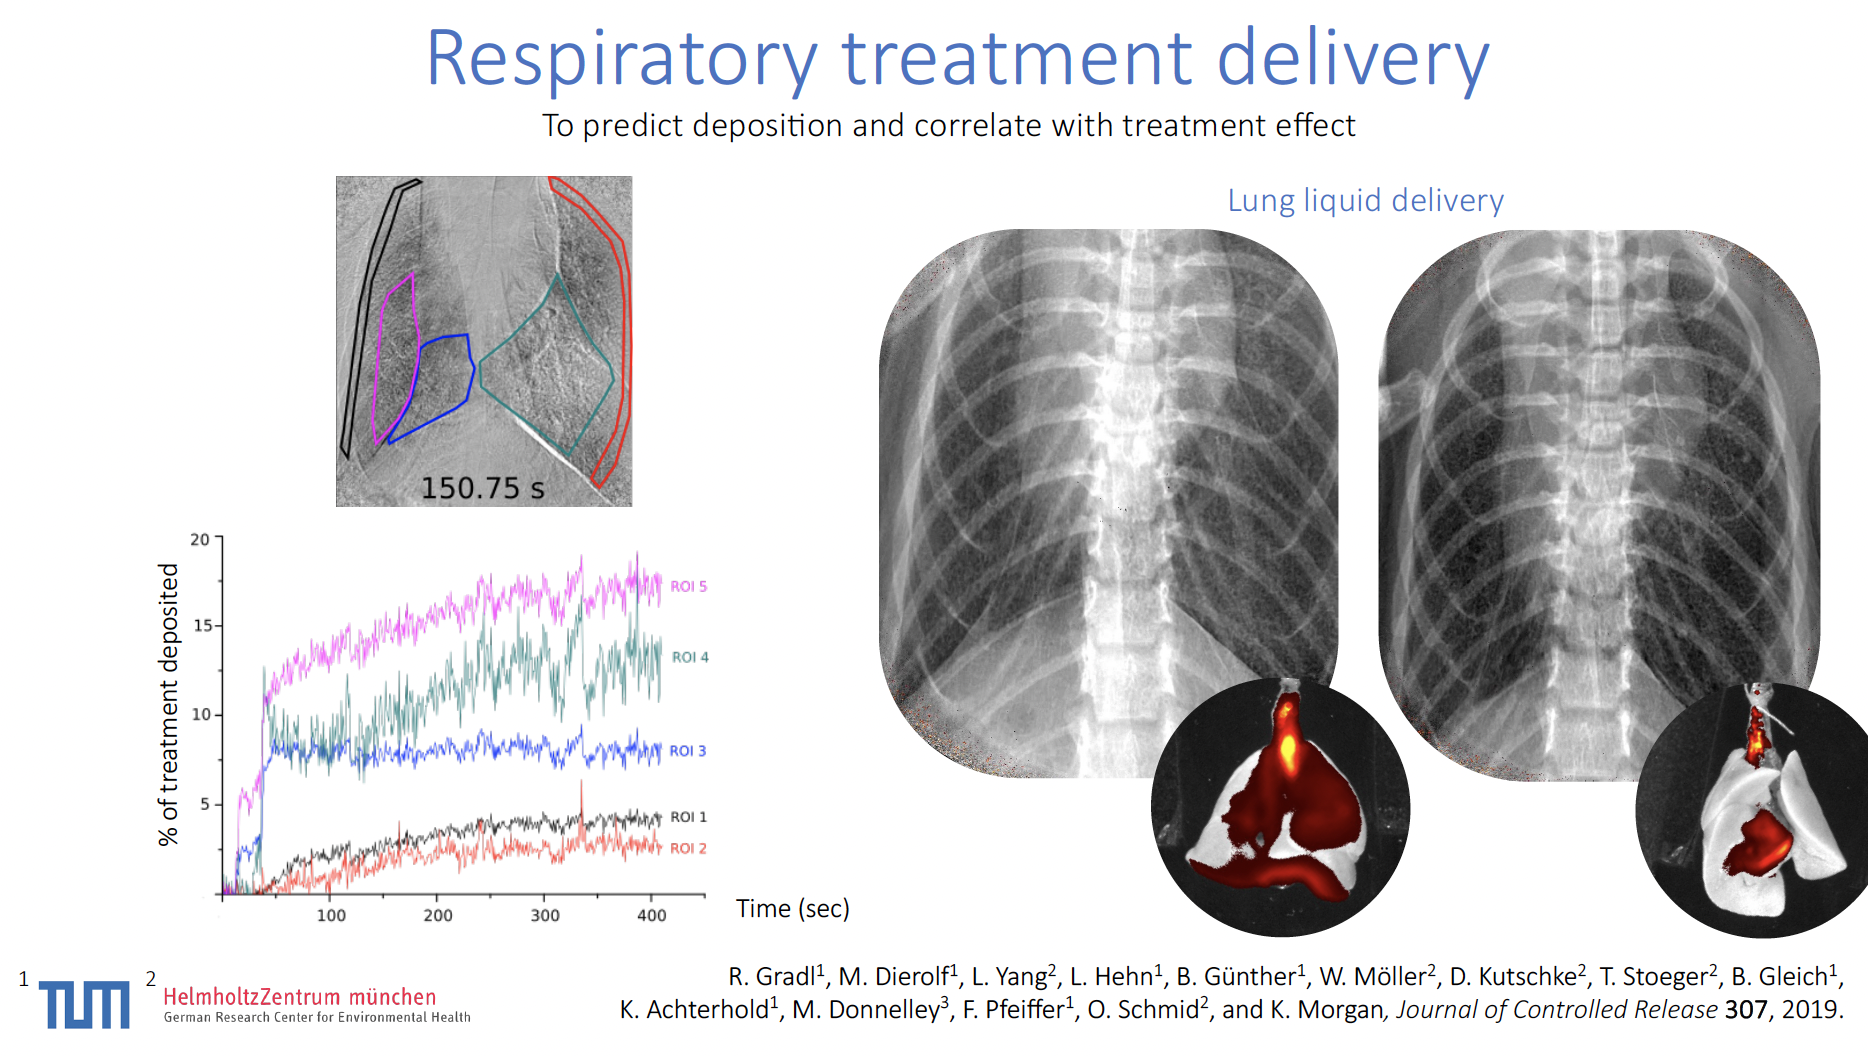 Respiratory treatment delivery
To predict deposition and correlate with treatment effect
150.75 s
Lung liquid delivery
% of treatment deposited
20
15
10
5
ROI 5
ROI 4
ROI 3
ROI 1
ROI 2
100 200 300 400
Time (sec)
1 TUM
2 HelmholtzZentrum münchen
German Research Center for Environmental Health
R. Gradl¹, M. Dierolf¹, L. Yang², L. Hehn¹, B. Günther¹, W. Möller², D. Kutschke², T. Stoeger², B. Gleich¹,
K. Achterhold¹, M. Donnelley³, F. Pfeiffer¹, O. Schmid², and K. Morgan, Journal of Controlled Release 307, 2019.